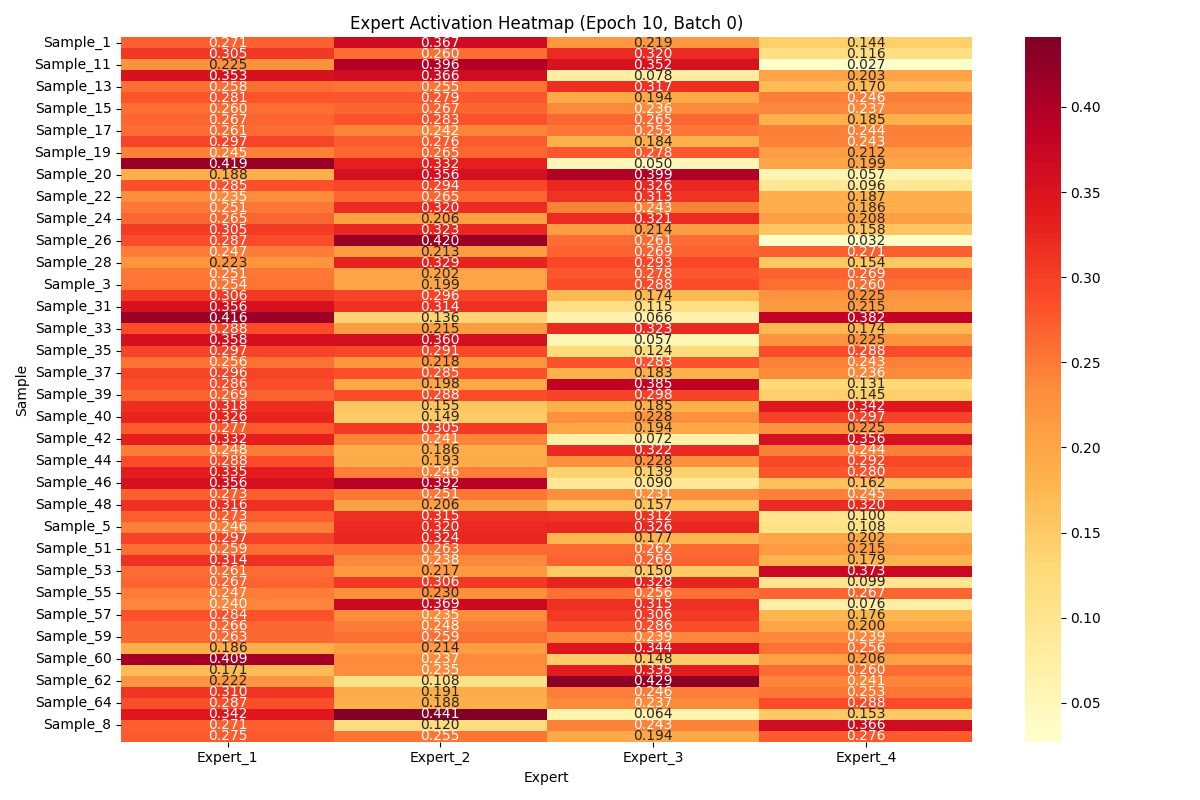 Expert Activation Heatmap (Epoch 10, Batch 0)
Sample_1 0.271 0.367 0.219 0.144
0.305 0.260 0.320 0.116
Sample_11 0.225 0.396 0.352 0.027
0.353 0.366 0.078 0.203
Sample_13 0.258 0.255 0.317 0.170
0.281 0.279 0.194 0.246
Sample_15 0.260 0.267 0.236 0.237
0.267 0.283 0.265 0.185
Sample_17 0.261 0.242 0.253 0.244
0.297 0.276 0.184 0.243
Sample_19 0.245 0.265 0.278 0.212
0.419 0.332 0.050 0.199
Sample_20 0.188 0.356 0.399 0.057
0.285 0.294 0.326 0.096
Sample_22 0.235 0.265 0.313 0.187
0.251 0.320 0.243 0.186
Sample_24 0.265 0.206 0.321 0.208
0.305 0.323 0.214 0.158
Sample_26 0.287 0.420 0.261 0.032
0.247 0.213 0.269 0.271
Sample_28 0.223 0.329 0.293 0.154
0.251 0.202 0.278 0.269
Sample_3 0.254 0.199 0.288 0.260
0.306 0.296 0.174 0.225
Sample_31 0.356 0.314 0.115 0.215
0.416 0.136 0.066 0.382
Sample_33 0.288 0.215 0.323 0.174
0.358 0.360 0.057 0.225
Sample_35 0.297 0.291 0.124 0.288
0.256 0.218 0.283 0.243
Sample_37 0.296 0.285 0.183 0.236
0.286 0.198 0.385 0.131
Sample_39 0.269 0.288 0.298 0.145
0.318 0.155 0.185 0.342
Sample_40 0.326 0.149 0.228 0.297
0.277 0.305 0.194 0.225
Sample_42 0.332 0.241 0.072 0.356
0.248 0.186 0.322 0.244
Sample_44 0.288 0.193 0.228 0.292
0.335 0.246 0.139 0.280
Sample_46 0.356 0.392 0.090 0.162
0.273 0.251 0.231 0.245
Sample_48 0.316 0.206 0.157 0.320
0.273 0.315 0.312 0.100
Sample_5 0.246 0.320 0.326 0.108
0.297 0.324 0.177 0.202
Sample_51 0.259 0.263 0.262 0.215
0.314 0.238 0.269 0.179
Sample_53 0.261 0.217 0.150 0.373
0.267 0.306 0.328 0.099
Sample_55 0.247 0.230 0.256 0.267
0.240 0.369 0.315 0.076
Sample_57 0.284 0.235 0.306 0.176
0.266 0.248 0.286 0.200
Sample_59 0.263 0.259 0.239 0.239
0.186 0.214 0.344 0.256
Sample_60 0.409 0.237 0.148 0.206
0.171 0.235 0.335 0.260
Sample_62 0.222 0.108 0.429 0.241
0.310 0.191 0.246 0.253
Sample_64 0.287 0.188 0.237 0.288
0.342 0.441 0.064 0.153
Sample_8 0.271 0.120 0.243 0.366
0.275 0.255 0.194 0.276
Expert_1 Expert_2 Expert_3 Expert_4
Expert
Sample
0.40
0.35
0.30
0.25
0.20
0.15
0.10
0.05